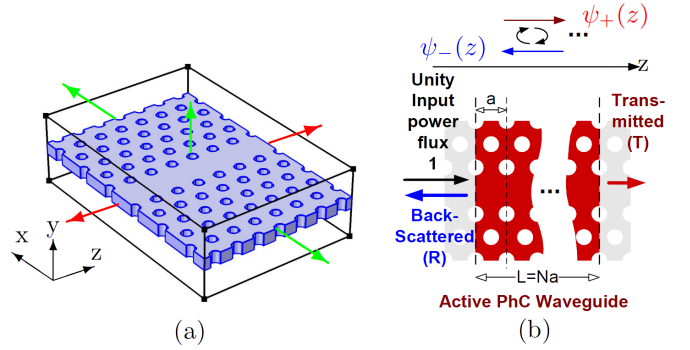 x
y
z
(a)
ψ₊(z)
...
ψ₋(z)
z
Unity
Input
power
flux
1
a
Trans-
mitted
(T)
...
Back-
Scattered
(R)
L=Na
Active PhC Waveguide
(b)